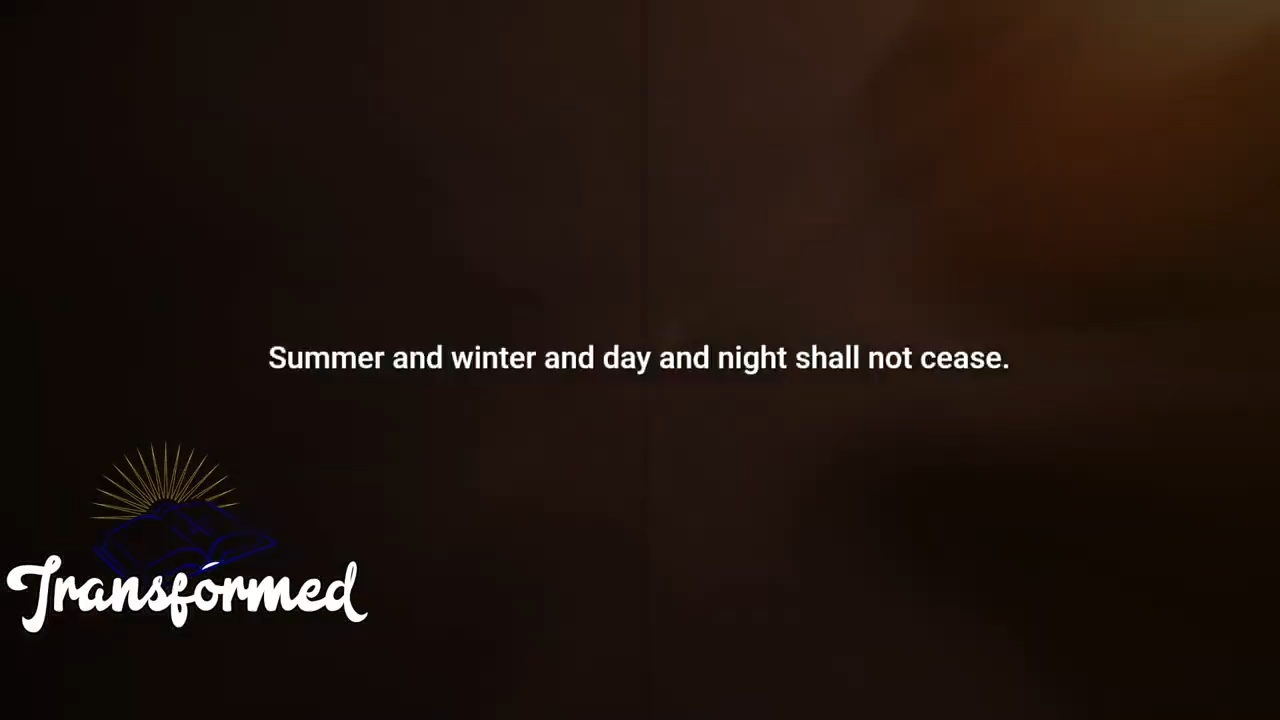 Summer and winter and day and night shall not cease.
Transformed